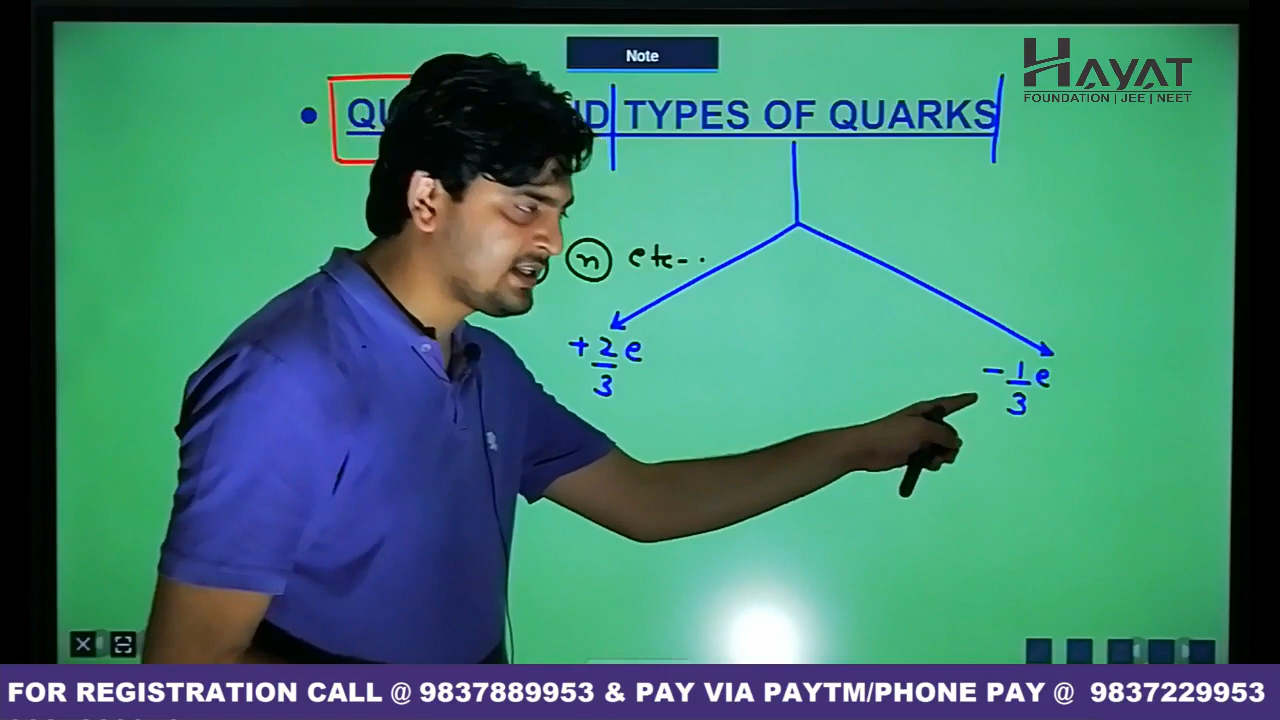 Note
HAYAT
FOUNDATION | JEE | NEET
• QU D TYPES OF QUARKS
n etc..
+2/3 e
-1/3 e
FOR REGISTRATION CALL @ 9837889953 & PAY VIA PAYTM/PHONE PAY @ 9837229953